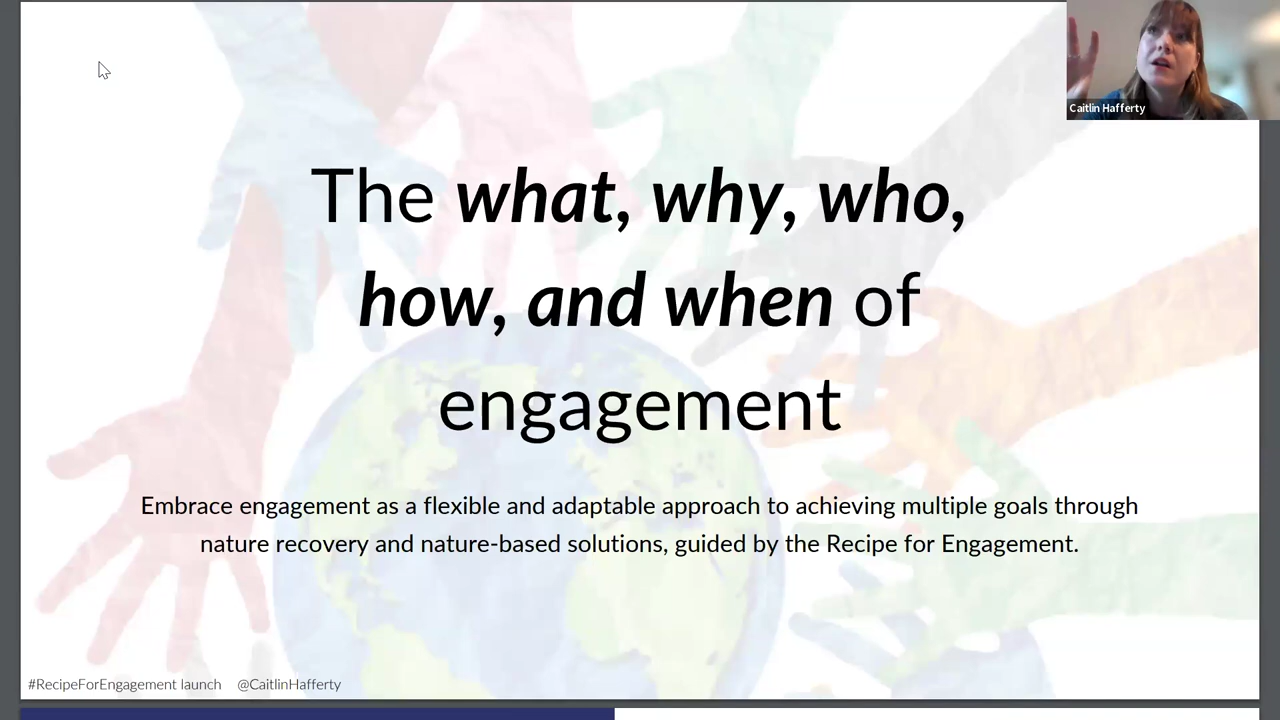 Caitlin Hafferty
The what, why, who,
how, and when of
engagement
Embrace engagement as a flexible and adaptable approach to achieving multiple goals through
nature recovery and nature-based solutions, guided by the Recipe for Engagement.
#RecipeForEngagement launch @CaitlinHafferty